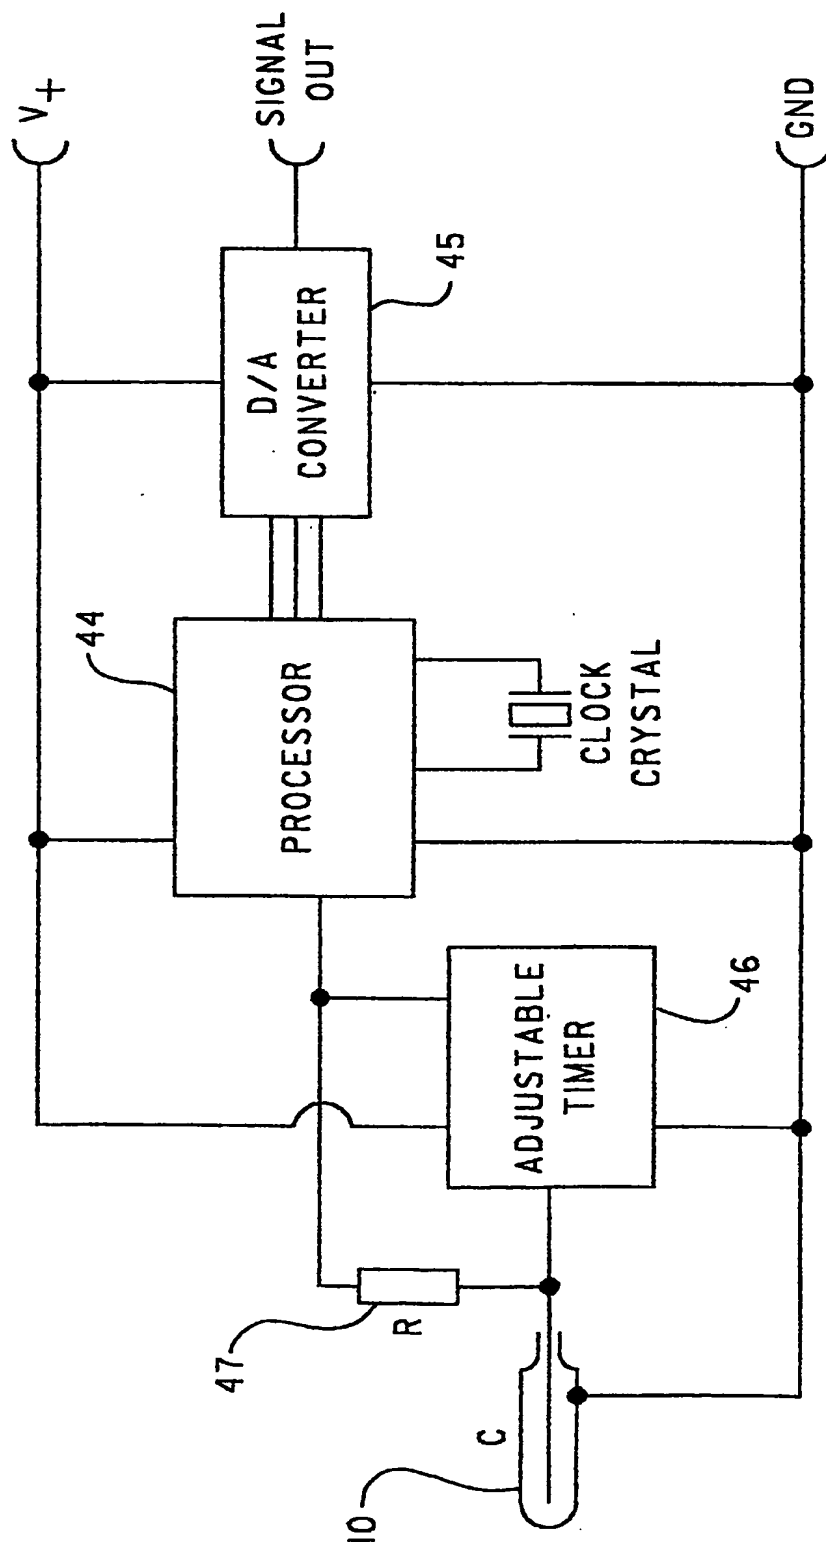 V+
SIGNAL
OUT
GND
D/A
CONVERTER
45
44
PROCESSOR
CLOCK
CRYSTAL
ADJUSTABLE
TIMER
46
47
R
C
10